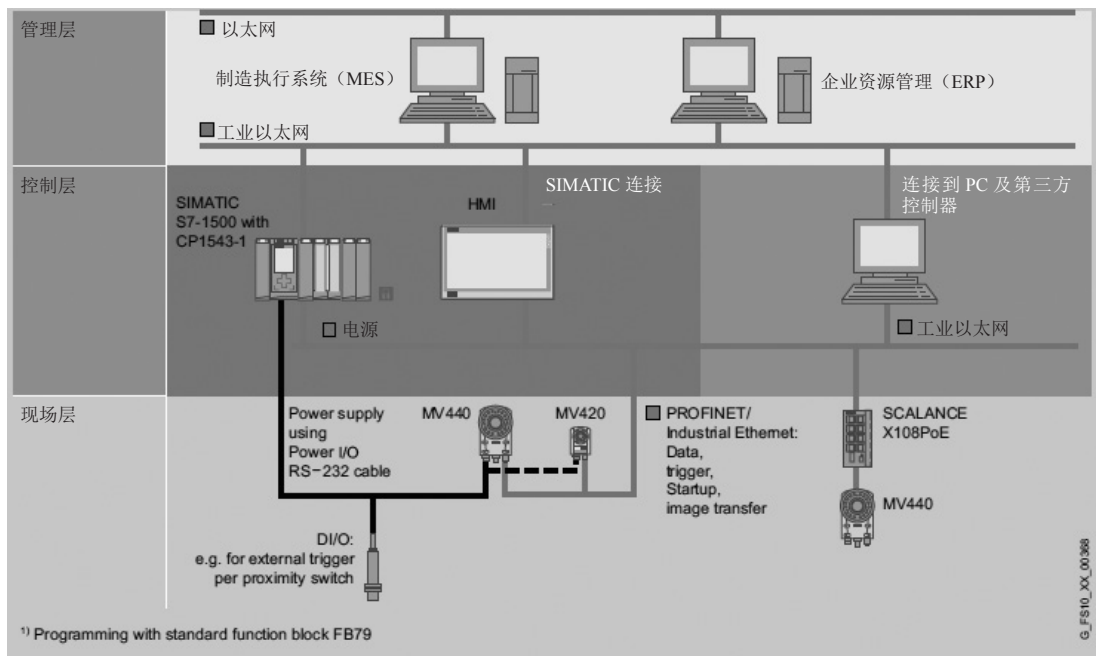 管理层
以太网
制造执行系统（MES）
企业资源管理（ERP）
工业以太网
控制层
SIMATIC
S7-1500 with
CP1543-1
HMI
SIMATIC 连接
连接到 PC 及第三方
控制器
电源
工业以太网
现场层
Power supply
using
Power I/O
RS-232 cable
MV440
MV420
PROFINET/
Industrial Ethernet:
Data,
trigger,
Startup,
image transfer
SCALANCE
X108PoE
MV440
DI/O:
e.g. for external trigger
per proximity switch
1) Programming with standard function block FB79
G_FS10_XX_00368